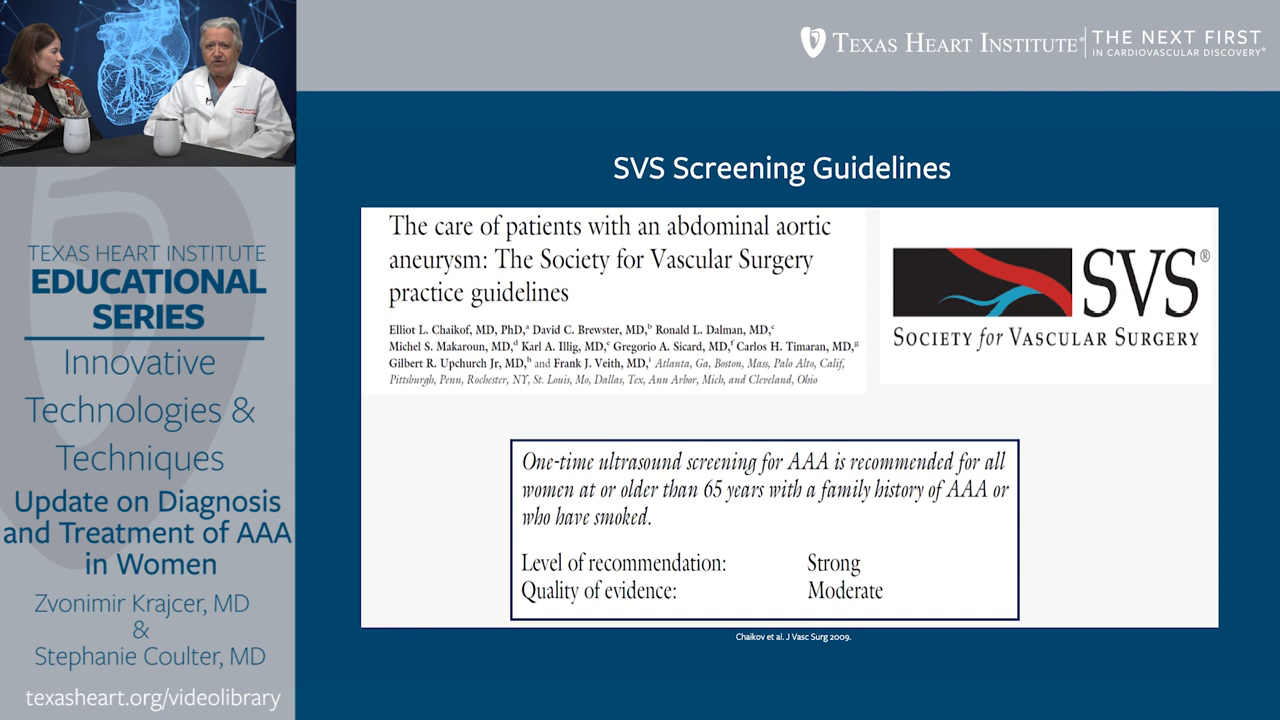 TEXAS HEART INSTITUTE®
THE NEXT FIRST
IN CARDIOVASCULAR DISCOVERY®
TEXAS HEART INSTITUTE
EDUCATIONAL
SERIES
Innovative
Technologies &
Techniques
Update on Diagnosis
and Treatment of AAA
in Women
Zvonimir Krajcer, MD
&
Stephanie Coulter, MD
texasheart.org/videolibrary
SVS Screening Guidelines
The care of patients with an abdominal aortic
aneurysm: The Society for Vascular Surgery
practice guidelines
Elliot L. Chaikof, MD, PhD,a David C. Brewster, MD,b Ronald L. Dalman, MD,c
Michel S. Makaroun, MD,d Karl A. Illig, MD,e Gregorio A. Sicard, MD,f Carlos H. Timaran, MD,g
Gilbert R. Upchurch Jr, MD,h and Frank J. Veith, MD,i Atlanta, Ga, Boston, Mass, Palo Alto, Calif,
Pittsburgh, Penn, Rochester, NY, St. Louis, Mo, Dallas, Tex, Ann Arbor, Mich, and Cleveland, Ohio
SVS®
SOCIETY for VASCULAR SURGERY
One-time ultrasound screening for AAA is recommended for all
women at or older than 65 years with a family history of AAA or
who have smoked.
Level of recommendation: Strong
Quality of evidence: Moderate
Chaikov et al. J Vasc Surg 2009.